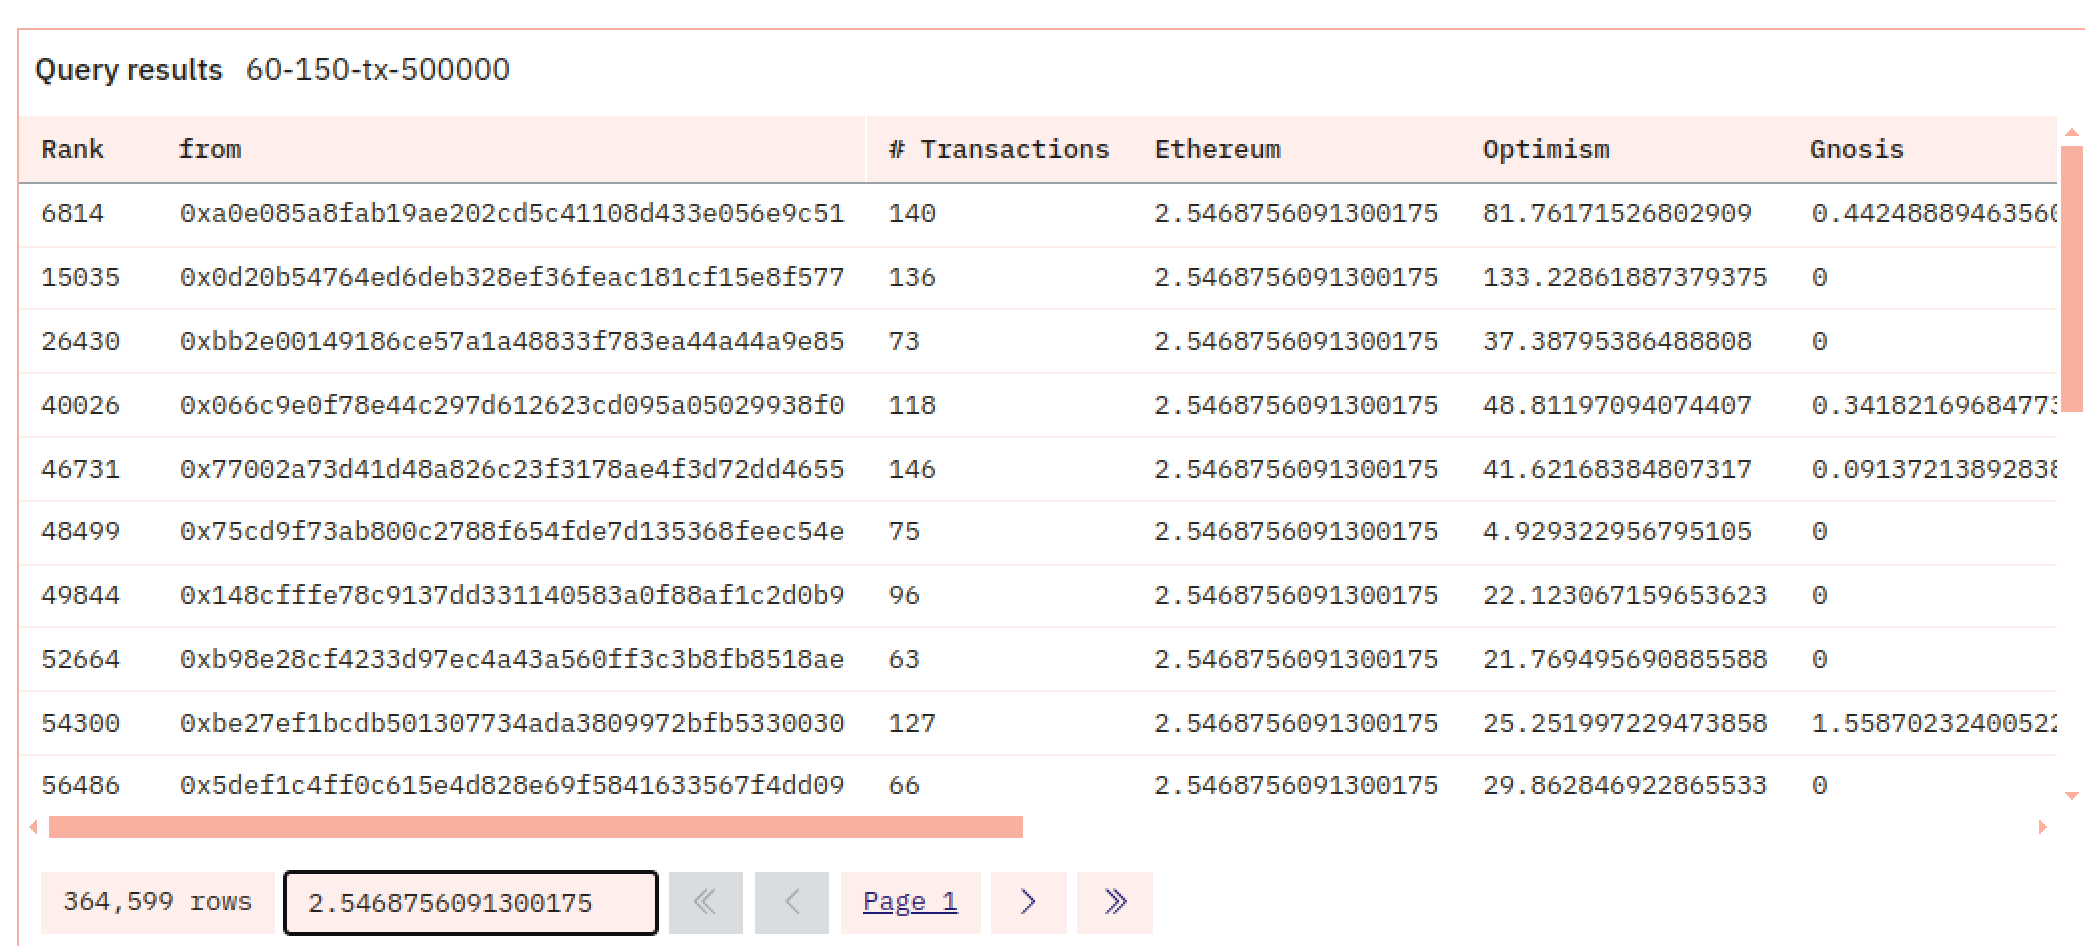 Query results 60-150-tx-500000
Rank from # Transactions Ethereum Optimism Gnosis
6814 0xa0e085a8fab19ae202cd5c41108d433e056e9c51 140 2.5468756091300175 81.76171526802909 0.44248889463560
15035 0x0d20b54764ed6deb328ef36feac181cf15e8f577 136 2.5468756091300175 133.22861887379375 0
26430 0xbb2e00149186ce57a1a48833f783ea44a44a9e85 73 2.5468756091300175 37.38795386488808 0
40026 0x066c9e0f78e44c297d612623cd095a05029938f0 118 2.5468756091300175 48.81197094074407 0.34182169684773
46731 0x77002a73d41d48a826c23f3178ae4f3d72dd4655 146 2.5468756091300175 41.62168384807317 0.09137213892838
48499 0x75cd9f73ab800c2788f654fde7d135368feec54e 75 2.5468756091300175 4.929322956795105 0
49844 0x148cfffe78c9137dd331140583a0f88af1c2d0b9 96 2.5468756091300175 22.123067159653623 0
52664 0xb98e28cf4233d97ec4a43a560ff3c3b8fb8518ae 63 2.5468756091300175 21.769495690885588 0
54300 0xbe27ef1bcdb501307734ada3809972bfb5330030 127 2.5468756091300175 25.251997229473858 1.55870232400522
56486 0x5def1c4ff0c615e4d828e69f5841633567f4dd09 66 2.5468756091300175 29.862846922865533 0
364,599 rows 2.5468756091300175 Page 1